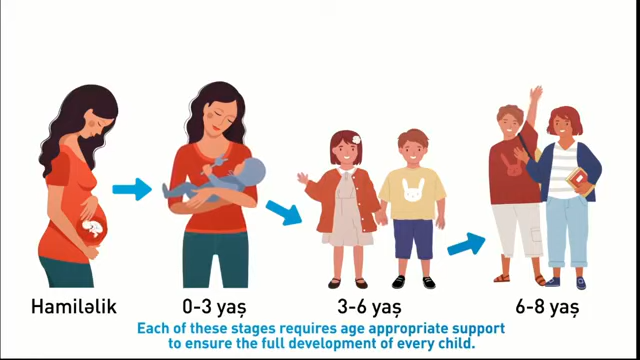 Hamiləlik
0-3 yaş
3-6 yaş
6-8 yaş
Each of these stages requires age appropriate support
to ensure the full development of every child.